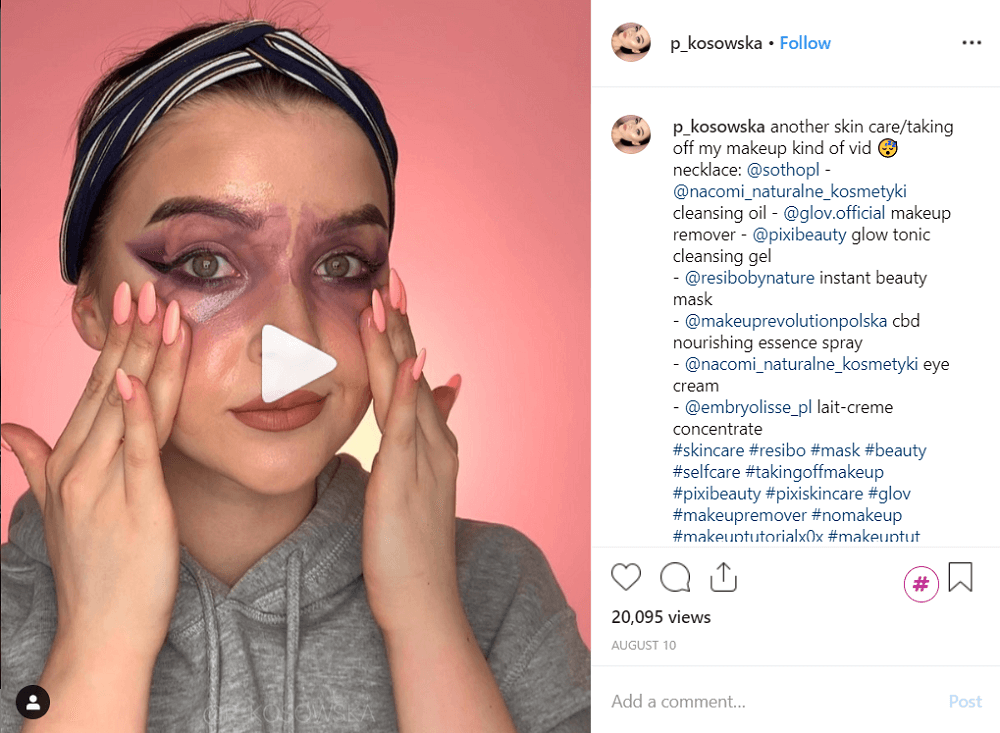 p_kosowska • Follow
p_kosowska another skin care/taking
off my makeup kind of vid 😴
necklace: @sothopl -
@nacomi_naturalne_kosmetyki
cleansing oil - @glov.official makeup
remover - @pixibeauty glow tonic
cleansing gel
- @resibobynature instant beauty
mask
- @makeuprevolutionpolska cbd
nourishing essence spray
- @nacomi_naturalne_kosmetyki eye
cream
- @embryolisse_pl lait-creme
concentrate
#skincare #resibo #mask #beauty
#selfcare #takingoffmakeup
#pixibeauty #pixiskincare #glov
#makeupremover #nomakeup
#makeuptutorialx0x #makeuptut
#
20,095 views
AUGUST 10
Add a comment... Post